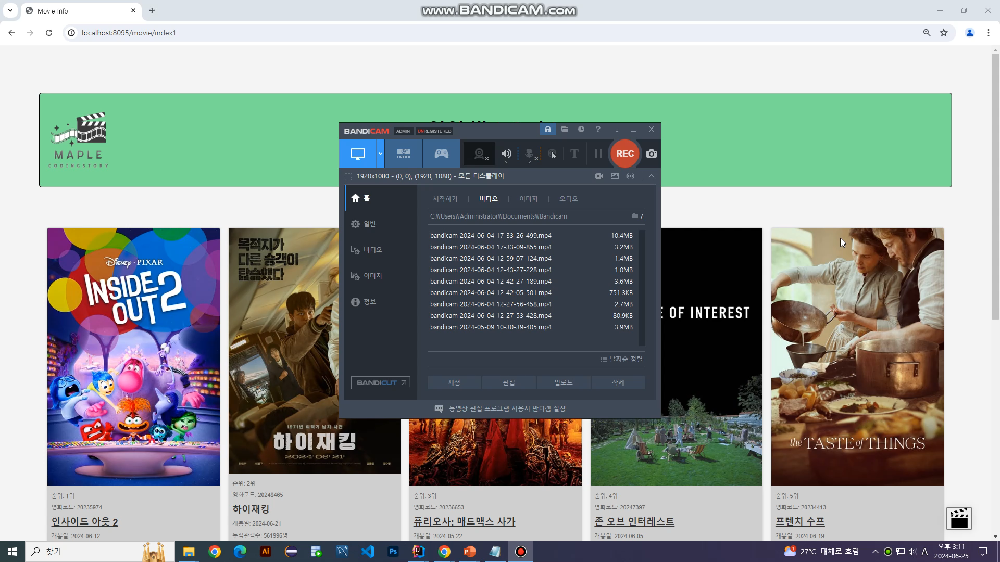 Movie Info
www.BANDICAM.com
localhost:8095/movie/index1
MAPLE
CODINGSTORY
BANDICAM ADMIN UNREGISTERED
HDMI
T
REC
1920x1080 - (0, 0), (1920, 1080) - 모든 디스플레이
홈
일반
비디오
이미지
정보
BANDICUT
시작하기 | 비디오 | 이미지 | 오디오
C:₩Users₩Administrator₩Documents₩Bandicam
/
bandicam 2024-06-04 17-33-26-499.mp4 10.4MB
bandicam 2024-06-04 17-33-09-855.mp4 3.2MB
bandicam 2024-06-04 12-59-07-124.mp4 1.4MB
bandicam 2024-06-04 12-43-27-228.mp4 1.0MB
bandicam 2024-06-04 12-42-27-189.mp4 3.6MB
bandicam 2024-06-04 12-42-05-501.mp4 751.3KB
bandicam 2024-06-04 12-27-56-458.mp4 2.7MB
bandicam 2024-06-04 12-27-53-428.mp4 80.9KB
bandicam 2024-05-09 10-30-39-405.mp4 3.9MB
날짜순 정렬
재생 편집 업로드 삭제
동영상 편집 프로그램 사용시 반디캠 설정
Disney · PIXAR
INSIDE
OUT 2
순위: 1위
영화코드: 20235974
인사이드 아웃 2
개봉일: 2024-06-12
목적지가
다른 승객이
탑승했다
1971년 여객기 납치 사건
하이재킹
2024 06 21
순위: 2위
영화코드: 20248465
하이재킹
개봉일: 2024-06-21
누적관객수: 561996명
순위: 3위
영화코드: 20236653
퓨리오사: 매드맥스 사가
개봉일: 2024-05-22
OF INTEREST
순위: 4위
영화코드: 20247397
존 오브 인터레스트
개봉일: 2024-06-05
the TASTE of THINGS
순위: 5위
영화코드: 20234413
프렌치 수프
개봉일: 2024-06-19
찾기
Ai
Ps
27°C 대체로 흐림
A
오후 3:11
2024-06-25